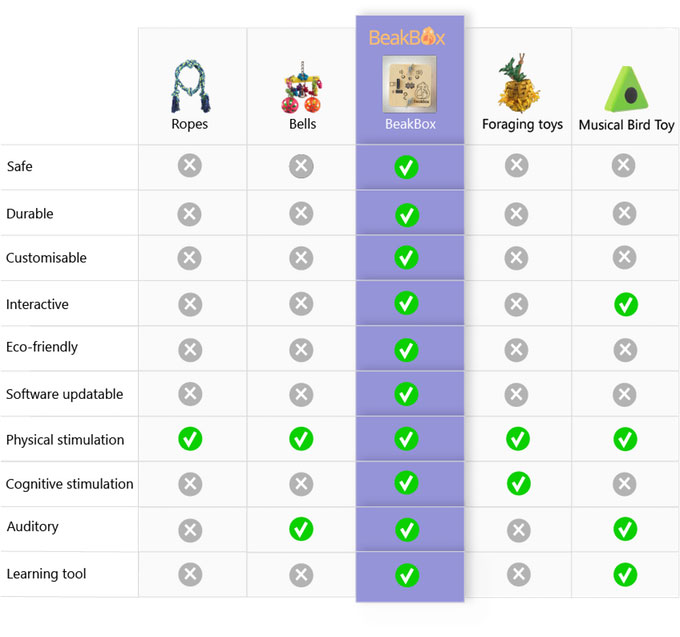 BeakBox
Ropes
Bells
BeakBox
Foraging toys
Musical Bird Toy
Safe
Durable
Customisable
Interactive
Eco-friendly
Software updatable
Physical stimulation
Cognitive stimulation
Auditory
Learning tool